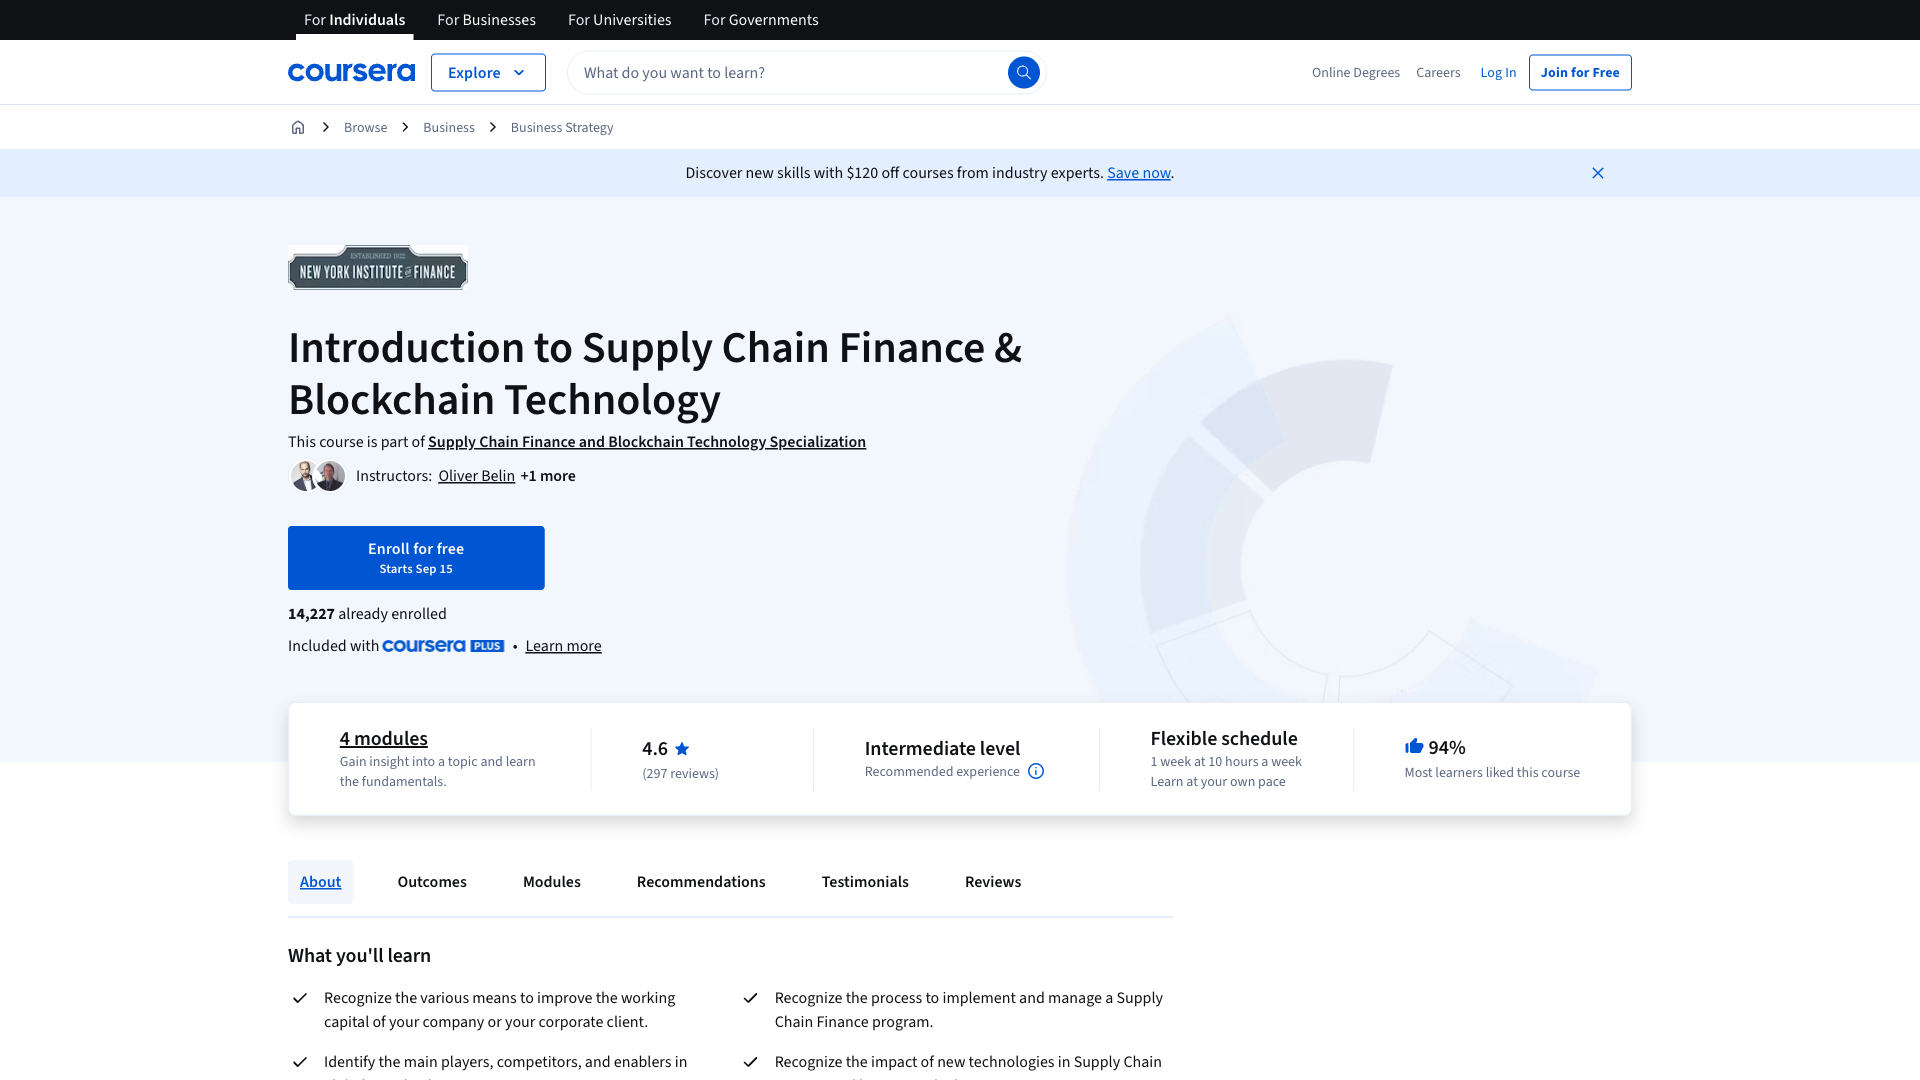 For Individuals
For Businesses
For Universities
For Governments
coursera
Explore
What do you want to learn?
Online Degrees
Careers
Log In
Join for Free
Browse
Business
Business Strategy
Discover new skills with $120 off courses from industry experts. Save now.
ESTABLISHED 1922
NEW YORK INSTITUTE OF FINANCE
Introduction to Supply Chain Finance &
Blockchain Technology
This course is part of Supply Chain Finance and Blockchain Technology Specialization
Instructors: Oliver Belin +1 more
Enroll for free
Starts Sep 15
14,227 already enrolled
Included with coursera PLUS • Learn more
4 modules
Gain insight into a topic and learn
the fundamentals.
4.6
(297 reviews)
Intermediate level
Recommended experience
Flexible schedule
1 week at 10 hours a week
Learn at your own pace
94%
Most learners liked this course
About
Outcomes
Modules
Recommendations
Testimonials
Reviews
What you'll learn
Recognize the various means to improve the working
capital of your company or your corporate client.
Recognize the process to implement and manage a Supply
Chain Finance program.
Identify the main players, competitors, and enablers in
Recognize the impact of new technologies in Supply Chain